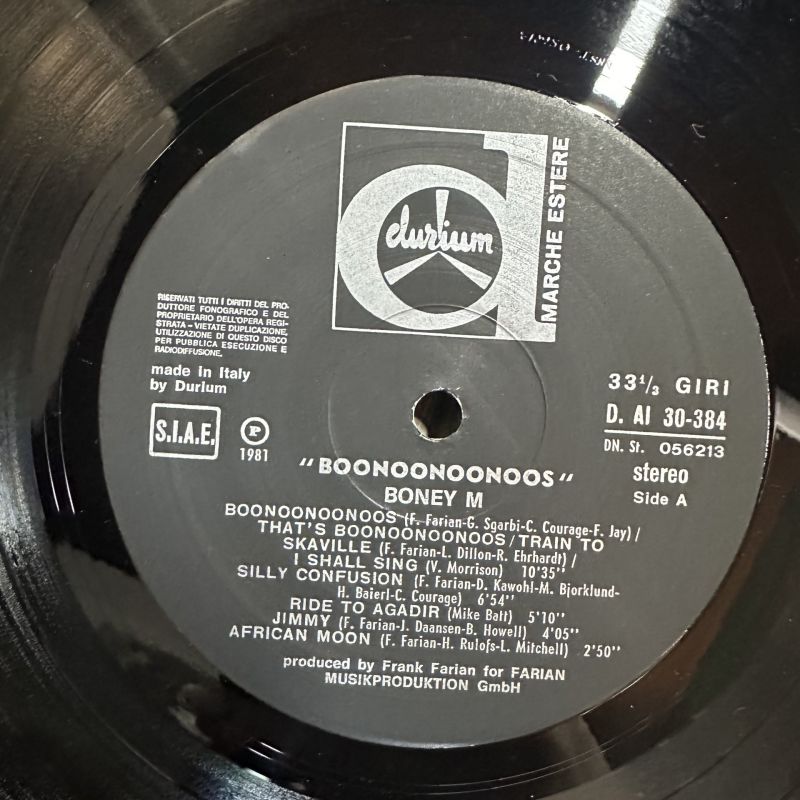 durium
MARCHE ESTERE
RISERVATI TUTTI I DIRITTI DEL PRO-
DUTTORE FONOGRAFICO E DEL
PROPRIETARIO DELL'OPERA REGI-
STRATA - VIETATE DUPLICAZIONE,
UTILIZZAZIONE DI QUESTO DISCO
PER PUBBLICA ESECUZIONE E
RADIODIFFUSIONE.
made in Italy
by Durium
S.I.A.E.
P
1981
33 1/3 GIRI
D. AI 30-384
DN. St. 056213
stereo
Side A
"BOONOONOONOOS"
BONEY M
BOONOONOONOOS (F. Farian-G. Sgarbi-C. Courage-F. Jay) /
THAT'S BOONOONOONOOS/TRAIN TO
SKAVILLE (F. Farian-L. Dillon-R. Ehrhardt) /
I SHALL SING (V. Morrison) 10'35''
SILLY CONFUSION (F. Farian-D. Kawohl-M. Bjorklund-
H. Baierl-C. Courage) 6'54''
RIDE TO AGADIR (Mike Batt) 5'10''
JIMMY (F. Farian-J. Daansen-B. Howell) 4'05''
AFRICAN MOON (F. Farian-H. Rulofs-L. Mitchell) 2'50''
produced by Frank Farian for FARIAN
MUSIKPRODUKTION GmbH